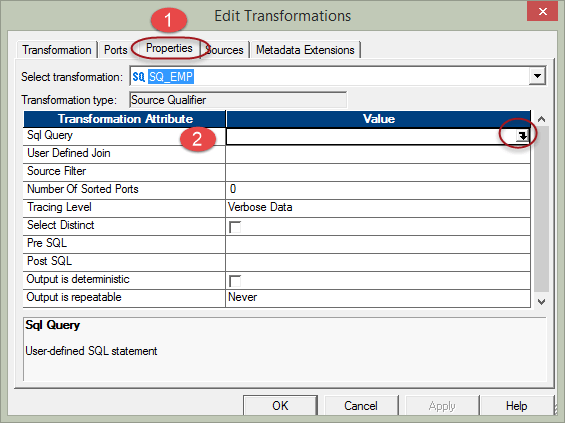 Edit Transformations
1
Transformation Ports Properties Sources Metadata Extensions
Select transformation: SQ SQ_EMP
Transformation type: Source Qualifier
Transformation Attribute Value
Sql Query
2
User Defined Join
Source Filter
Number Of Sorted Ports 0
Tracing Level Verbose Data
Select Distinct
Pre SQL
Post SQL
Output is deterministic
Output is repeatable Never
Sql Query
User-defined SQL statement
OK Cancel Apply Help